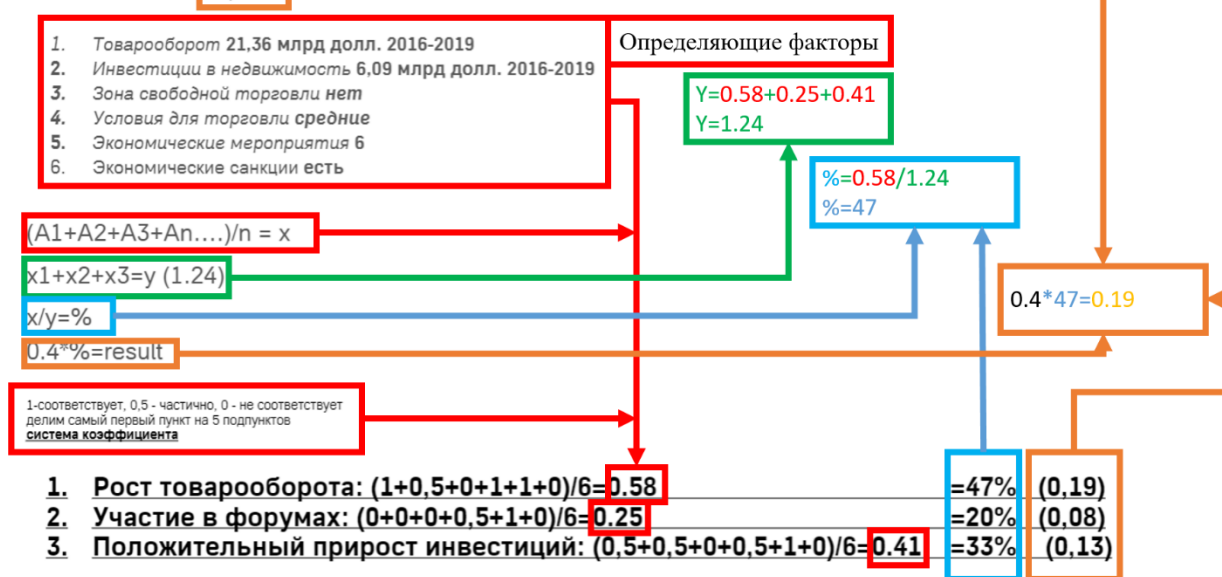 1. Товарооборот 21,36 млрд долл. 2016-2019
2. Инвестиции в недвижимость 6,09 млрд долл. 2016-2019
3. Зона свободной торговли нет
4. Условия для торговли средние
5. Экономические мероприятия 6
6. Экономические санкции есть
Определяющие факторы
Y=0.58+0.25+0.41
Y=1.24
%=0.58/1.24
%=47
(A1+A2+A3+An....)/n = x
x1+x2+x3=y (1.24)
x/y=%
0.4*%=result
0.4*47=0.19
1-соответствует, 0,5 - частично, 0 - не соответствует
делим самый первый пункт на 5 подпунктов
система коэффициента
1. Рост товарооборота: (1+0,5+0+1+1+0)/6=0.58 =47% (0,19)
2. Участие в форумах: (0+0+0+0,5+1+0)/6=0.25 =20% (0,08)
3. Положительный прирост инвестиций: (0,5+0,5+0+0,5+1+0)/6=0.41 =33% (0,13)